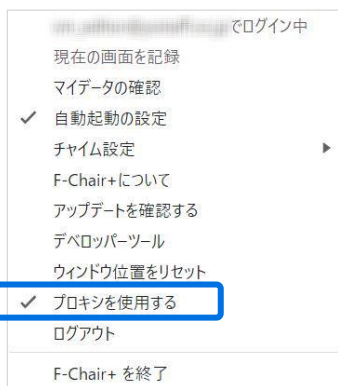 でログイン中
現在の画面を記録
マイデータの確認
自動起動の設定
チャイム設定
F-Chair+について
アップデートを確認する
デベロッパーツール
ウィンドウ位置をリセット
プロキシを使用する
ログアウト
F-Chair+ を終了